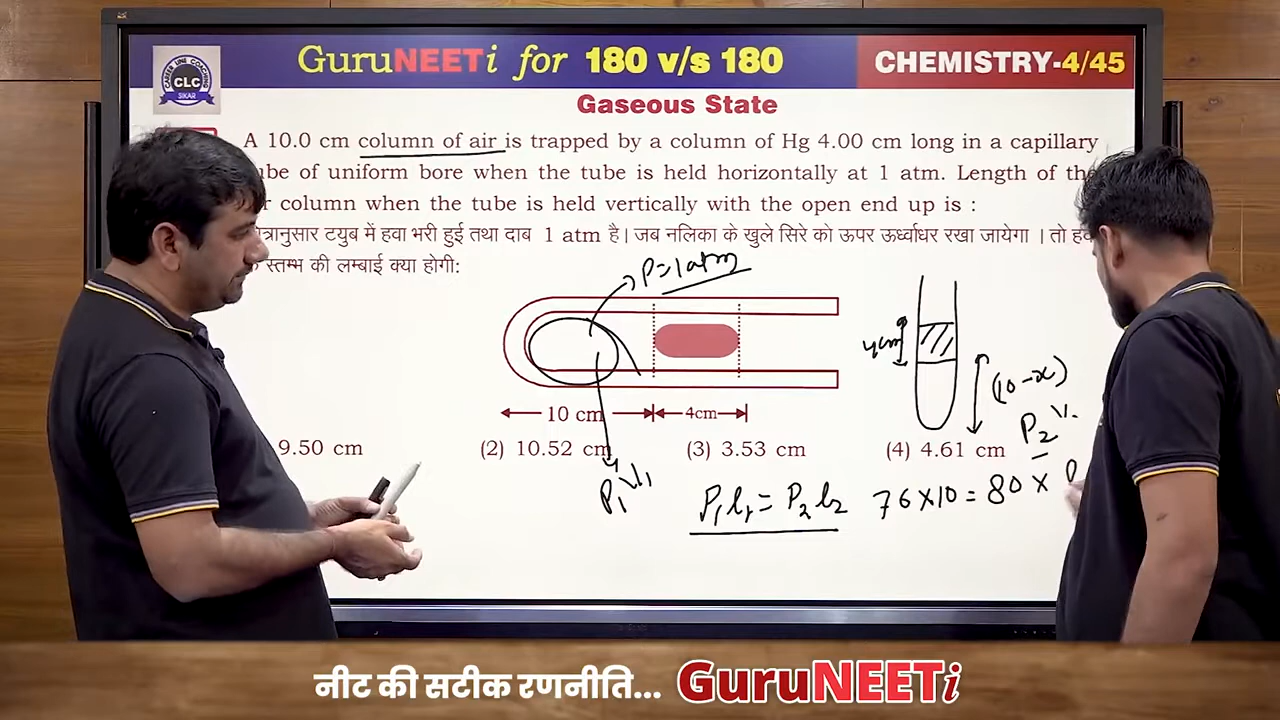 GuruNEETi for 180 v/s 180
CHEMISTRY-4/45
CLC
SIKAR
Gaseous State
A 10.0 cm column of air is trapped by a column of Hg 4.00 cm long in a capillary
ube of uniform bore when the tube is held horizontally at 1 atm. Length of the
r column when the tube is held vertically with the open end up is :
त्रानुसार टयुब में हवा भरी हुई तथा दाब 1 atm है। जब नलिका के खुले सिरे को ऊपर ऊर्ध्वाधर रखा जायेगा । तो
स्तम्भ की लम्बाई क्या होगी:
P=1atm
4cm
(10-x)
10 cm
4cm
P2
9.50 cm
(2) 10.52 cm
(3) 3.53 cm
(4) 4.61 cm
P1
P1l1 = P2l2
76×10=80×
नीट की सटीक रणनीति... GuruNEETi